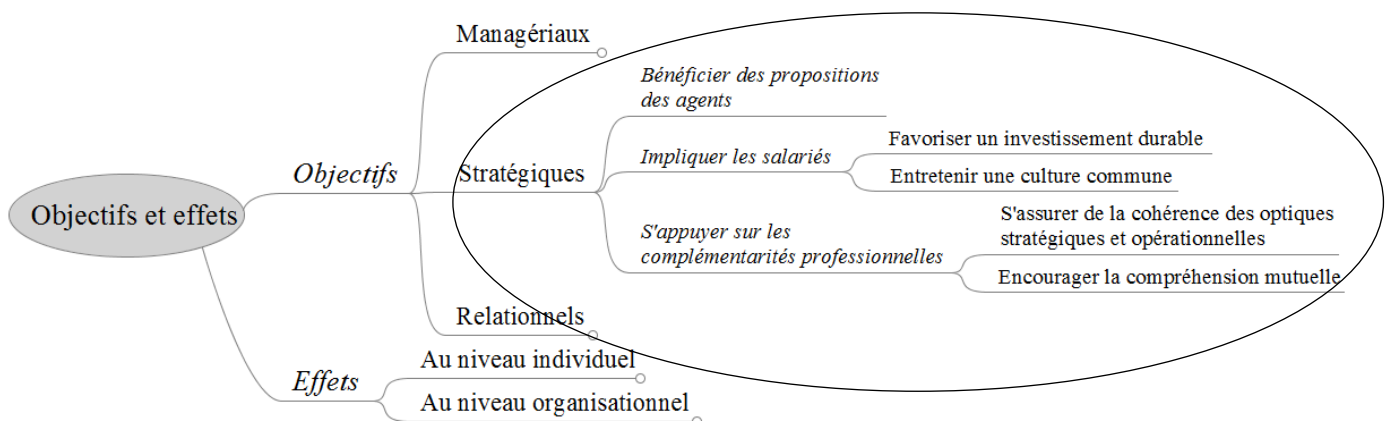 Objectifs et effets
Objectifs
Managériaux
Stratégiques
Bénéficier des propositions
des agents
Impliquer les salariés
Favoriser un investissement durable
Entretenir une culture commune
S'appuyer sur les
complémentarités professionnelles
S'assurer de la cohérence des optiques
stratégiques et opérationnelles
Encourager la compréhension mutuelle
Relationnels
Effets
Au niveau individuel
Au niveau organisationnel